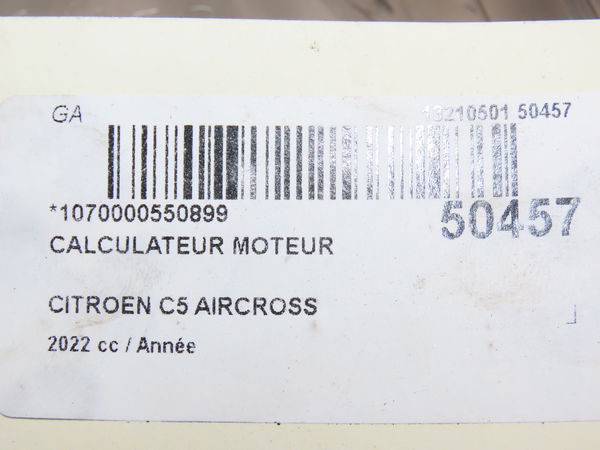 GA 13210501 50457
*1070000550899
50457
CALCULATEUR MOTEUR
CITROEN C5 AIRCROSS
2022 cc / Année